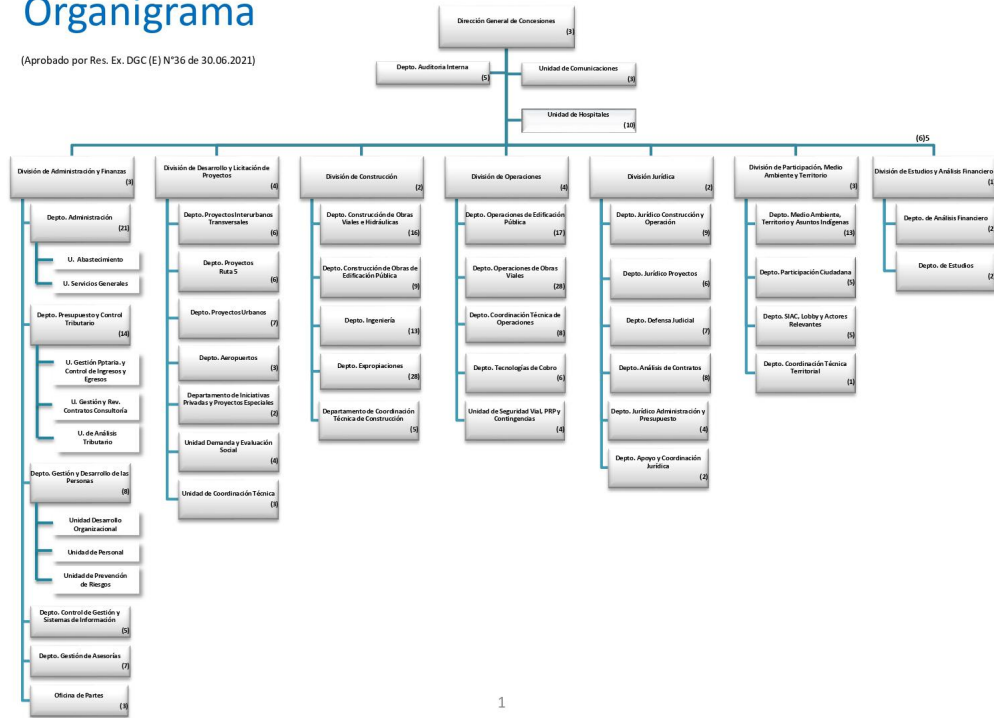 Organigrama
(Aprobado por Res. Ex. DGC (E) N°36 de 30.06.2021)
Dirección General de Concesiones
(3)
Depto. Auditoria Interna
(5)
Unidad de Comunicaciones
(3)
Unidad de Hospitales
(10)
(6)5
División de Administración y Finanzas
(3)
Depto. Administración
(21)
U. Abastecimiento
U. Servicios Generales
Depto. Presupuesto y Control
Tributario
(14)
U. Gestión Pptaria. y
Control de Ingresos y
Egresos
U. Gestión y Rev.
Contratos Consultoría
U. de Análisis
Tributario
Depto. Gestión y Desarrollo de las
Personas
(8)
Unidad Desarrollo
Organizacional
Unidad de Personal
Unidad de Prevención
de Riesgos
Depto. Control de Gestión y
Sistemas de Información
(5)
Depto. Gestión de Asesorías
(7)
Oficina de Partes
(3)
División de Desarrollo y Licitación de
Proyectos
(4)
Depto. Proyectos Interurbanos
Transversales
(6)
Depto. Proyectos
Ruta 5
(6)
Depto. Proyectos Urbanos
(7)
Depto. Aeropuertos
(3)
Departamento de Iniciativas
Privadas y Proyectos Especiales
(2)
Unidad Demanda y Evaluación
Social
(4)
Unidad de Coordinación Técnica
(3)
División de Construcción
(2)
Depto. Construcción de Obras
Viales e Hidráulicas
(16)
Depto. Construcción de Obras de
Edificación Pública
(9)
Depto. Ingeniería
(13)
Depto. Expropiaciones
(28)
Departamento de Coordinación
Técnica de Construcción
(5)
División de Operaciones
(4)
Depto. Operaciones de Edificación
Pública
(17)
Depto. Operaciones de Obras
Viales
(28)
Depto. Coordinación Técnica de
Operaciones
(8)
Depto. Tecnologías de Cobro
(6)
Unidad de Seguridad Vial, PRP y
Contingencias
(4)
División Jurídica
(2)
Depto. Jurídico Construcción y
Operación
(9)
Depto. Jurídico Proyectos
(6)
Depto. Defensa Judicial
(7)
Depto. Análisis de Contratos
(8)
Depto. Jurídico Administración y
Presupuesto
(4)
Depto. Apoyo y Coordinación
Jurídica
(2)
División de Participación, Medio
Ambiente y Territorio
(3)
Depto. Medio Ambiente,
Territorio y Asuntos Indígenas
(13)
Depto. Participación Ciudadana
(5)
Depto. SIAC, Lobby y Actores
Relevantes
(5)
Depto. Coordinación Técnica
Territorial
(1)
División de Estudios y Análisis Financiero
(1
Depto. de Análisis Financiero
(2
Depto. de Estudios
(2
1